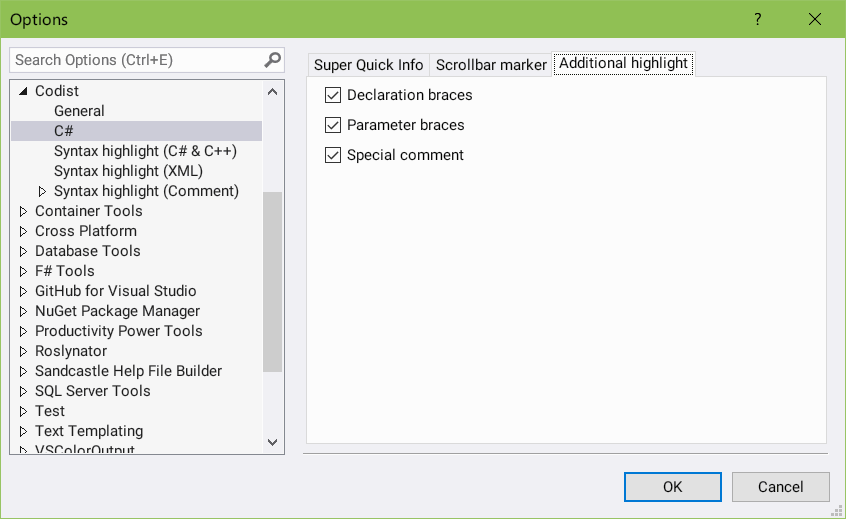 Options
?
Search Options (Ctrl+E)
Codist
General
C#
Syntax highlight (C# & C++)
Syntax highlight (XML)
Syntax highlight (Comment)
Container Tools
Cross Platform
Database Tools
F# Tools
GitHub for Visual Studio
NuGet Package Manager
Productivity Power Tools
Roslynator
Sandcastle Help File Builder
SQL Server Tools
Test
Text Templating
VSColorOutput
Super Quick Info
Scrollbar marker
Additional highlight
Declaration braces
Parameter braces
Special comment
OK
Cancel